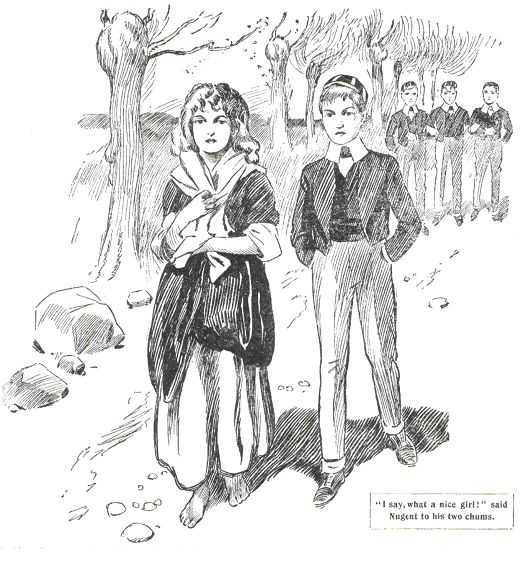 "I say, what a nice girl!" said
Nugent to his two chums.